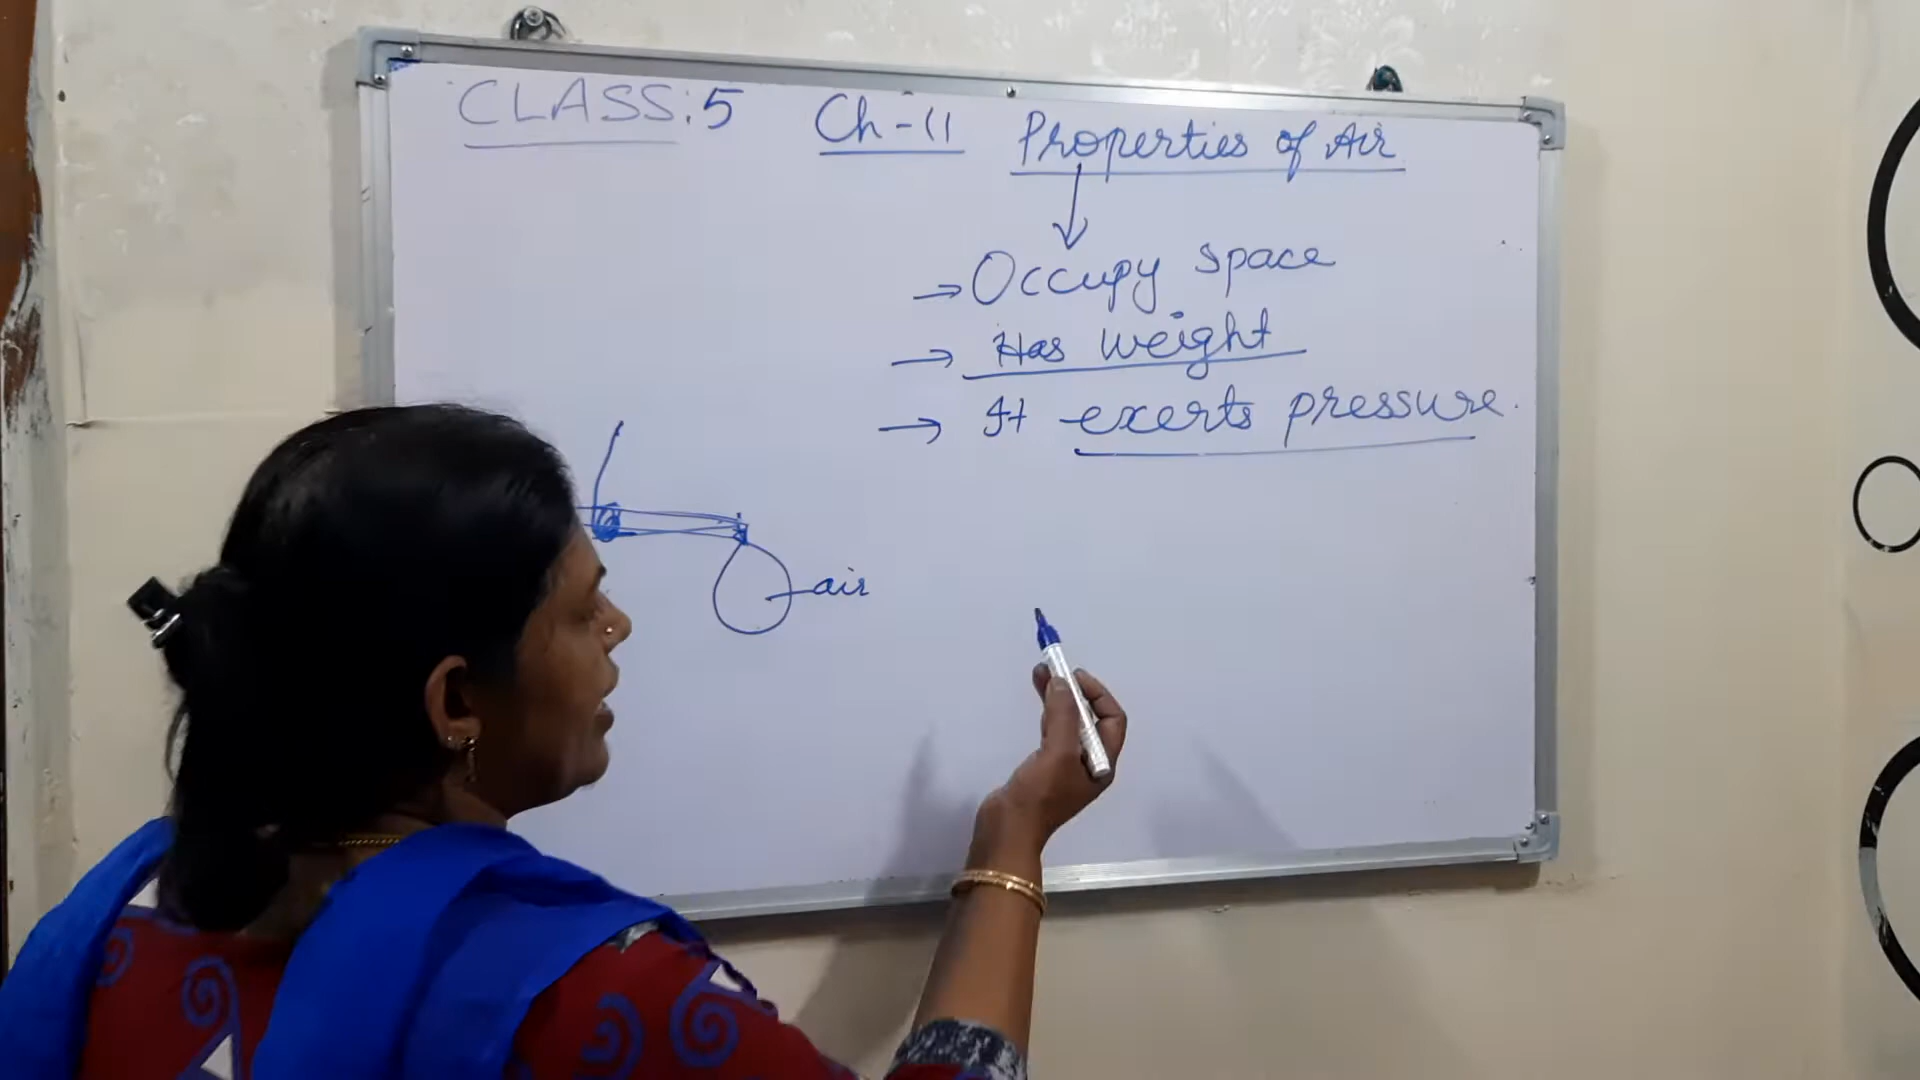 CLASS:5 Ch-11 Properties of Air
→ Occupy space
→ Has weight
→ It exerts pressure.
air